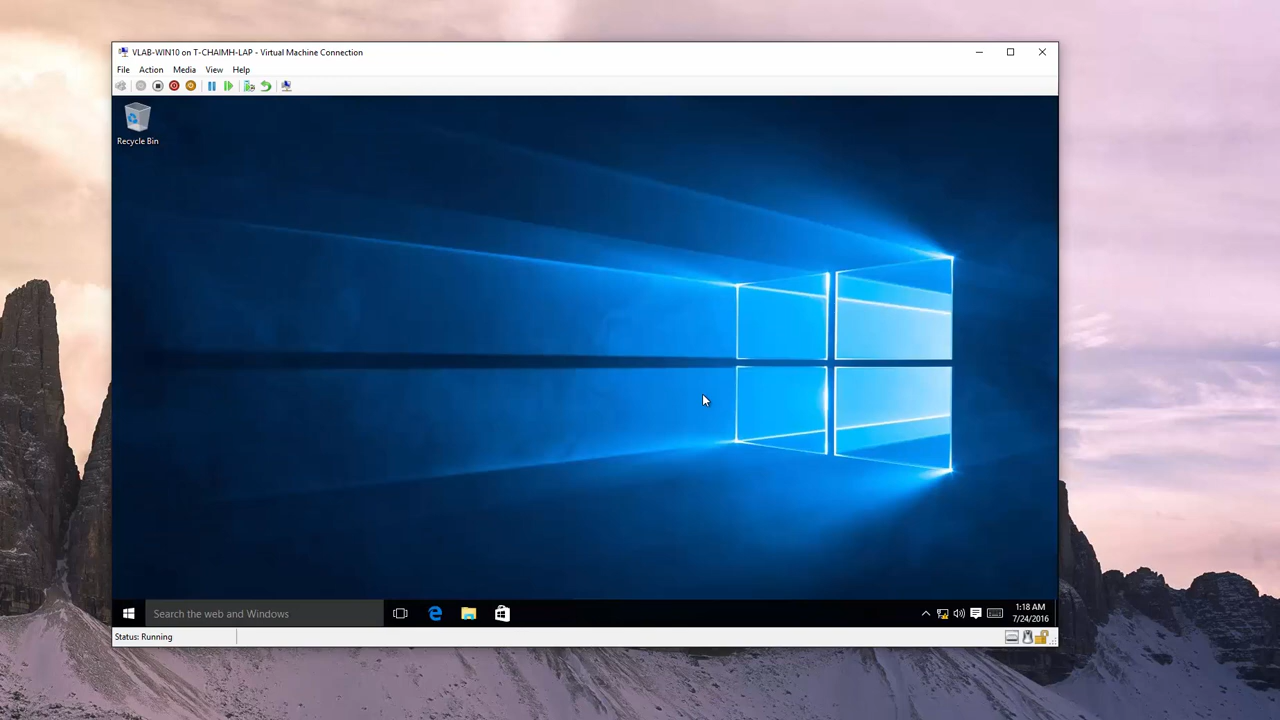 VLAB-WIN10 on T-CHAIMH-LAP - Virtual Machine Connection
File Action Media View Help
Recycle Bin
Search the web and Windows
1:18 AM
7/24/2016
Status: Running